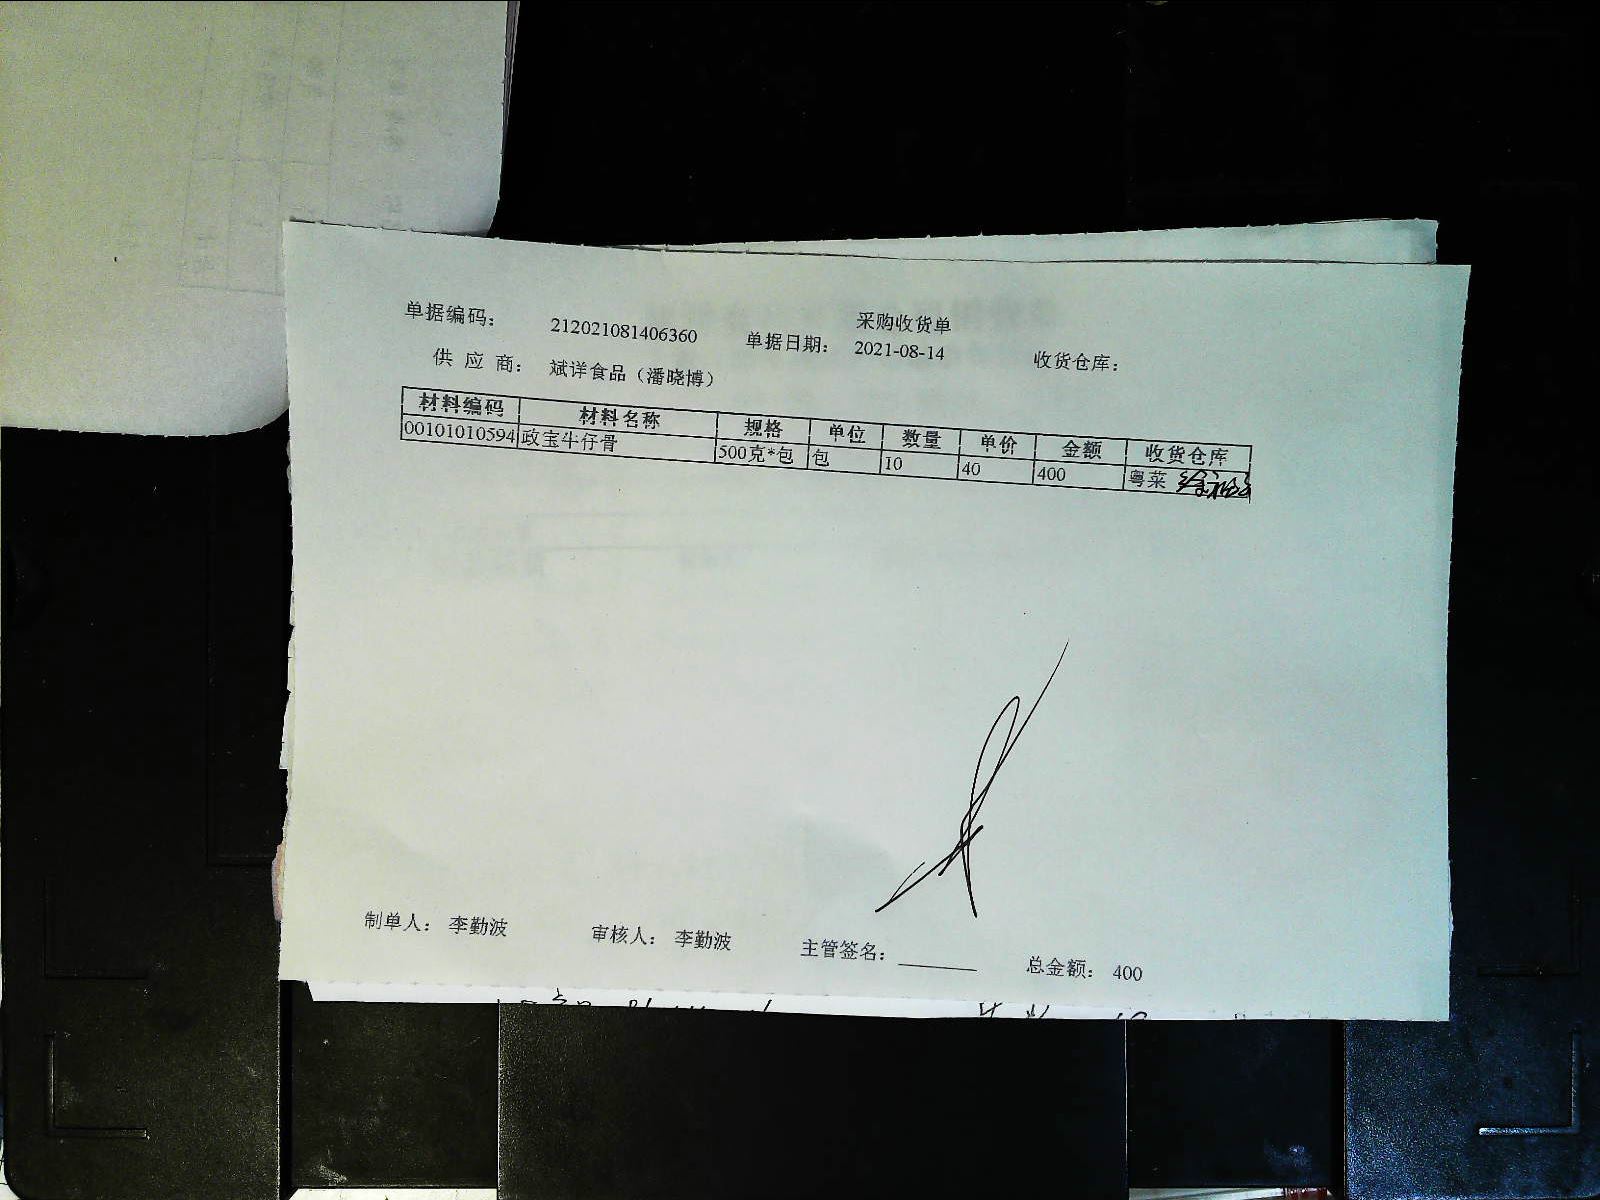 采购收货单
单据编码： 212021081406360 单据日期： 2021-08-14 收货仓库：
供 应 商： 斌洋食品（潘晓博）
材料编码 材料名称 规格 单位 数量 单价 金额 收货仓库
00101010594 政宝牛仔骨 500克*包 包 10 40 400 粤菜
制单人： 李勤波 审核人： 李勤波 主管签名： 总金额： 400